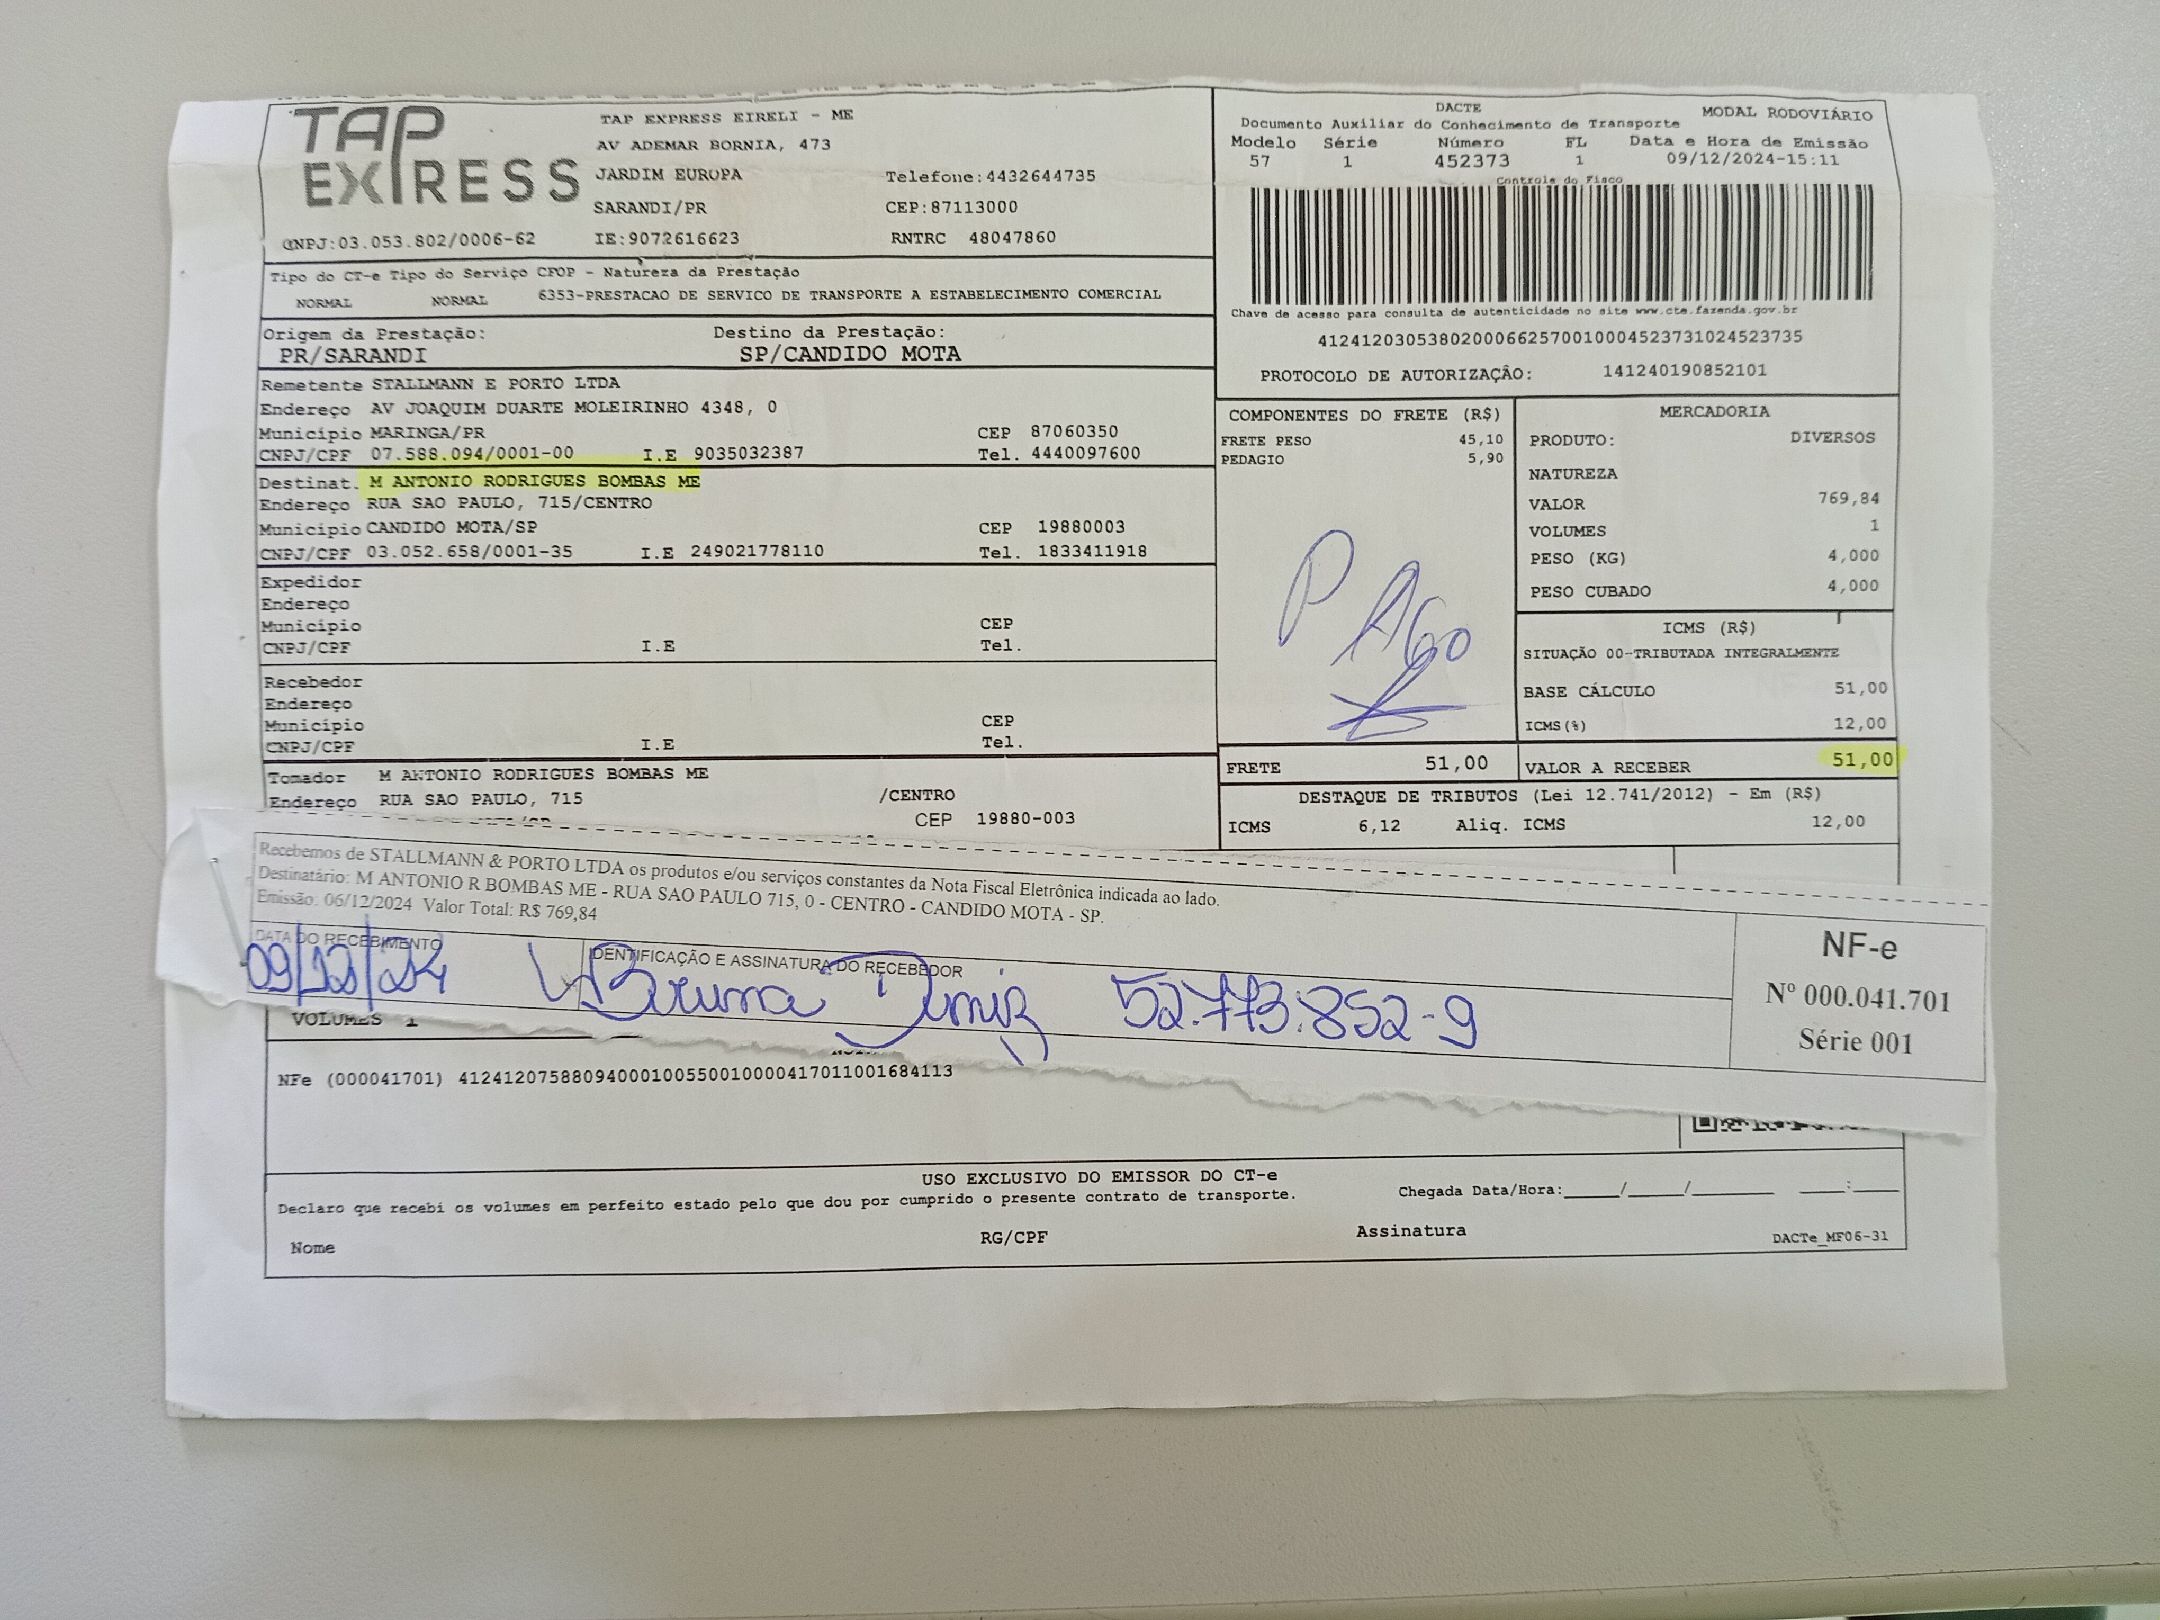 TAP EXPRESS
TAP EXPRESS EIRELI - ME
AV ADEMAR BORNIA, 473
JARDIM EUROPA Telefone:4432644735
SARANDI/PR CEP:87113000
CNPJ:03.053.802/0006-62 IE:9072616623 RNTRC 48047860
DACTE MODAL RODOVIÁRIO
Documento Auxiliar do Conhecimento de Transporte
Modelo Série Número FL Data e Hora de Emissão
57 1 452373 1 09/12/2024-15:11
Controle do Fisco
Chave de acesso para consulta de autenticidade no site www.cte.fazenda.gov.br
41241203053802000662570010004523731024523735
PROTOCOLO DE AUTORIZAÇÃO: 141240190852101
Tipo do CT-e Tipo do Serviço CFOP - Natureza da Prestação
NORMAL NORMAL 6353-PRESTACAO DE SERVICO DE TRANSPORTE A ESTABELECIMENTO COMERCIAL
Origem da Prestação: Destino da Prestação:
PR/SARANDI SP/CANDIDO MOTA
Remetente STALLMANN E PORTO LTDA
Endereço AV JOAQUIM DUARTE MOLEIRINHO 4348, 0
Município MARINGA/PR CEP 87060350
CNPJ/CPF 07.588.094/0001-00 I.E 9035032387 Tel. 4440097600
Destinat. M ANTONIO RODRIGUES BOMBAS ME
Endereço RUA SAO PAULO, 715/CENTRO
Município CANDIDO MOTA/SP CEP 19880003
CNPJ/CPF 03.052.658/0001-35 I.E 249021778110 Tel. 1833411918
Expedidor
Endereço
Município CEP
CNPJ/CPF I.E Tel.
Recebedor
Endereço
Município CEP
CNPJ/CPF I.E Tel.
Tomador M ANTONIO RODRIGUES BOMBAS ME
Endereço RUA SAO PAULO, 715 /CENTRO
CEP 19880-003
COMPONENTES DO FRETE (R$)
FRETE PESO 45,10
PEDAGIO 5,90
PAGO
FRETE 51,00
MERCADORIA
PRODUTO: DIVERSOS
NATUREZA
VALOR 769,84
VOLUMES 1
PESO (KG) 4,000
PESO CUBADO 4,000
ICMS (R$)
SITUAÇÃO 00-TRIBUTADA INTEGRALMENTE
BASE CÁLCULO 51,00
ICMS(%) 12,00
VALOR A RECEBER 51,00
DESTAQUE DE TRIBUTOS (Lei 12.741/2012) - Em (R$)
ICMS 6,12 Aliq. ICMS 12,00
Recebemos de STALLMANN & PORTO LTDA os produtos e/ou serviços constantes da Nota Fiscal Eletrônica indicada ao lado.
Destinatário: M ANTONIO R BOMBAS ME - RUA SAO PAULO 715, 0 - CENTRO - CANDIDO MOTA - SP.
Emissão: 06/12/2024 Valor Total: R$ 769,84
DATA DO RECEBIMENTO IDENTIFICAÇÃO E ASSINATURA DO RECEBEDOR
09/12/24 Bruna Diniz 52.773.852-9
NF-e
Nº 000.041.701
Série 001
VOLUMES 1
NFe (000041701) 41241207588094000100550010000417011001684113
USO EXCLUSIVO DO EMISSOR DO CT-e
Declaro que recebi os volumes em perfeito estado pelo que dou por cumprido o presente contrato de transporte. Chegada Data/Hora:_____/_____/_______ ____:____
Nome RG/CPF Assinatura DACTe_MF06-31